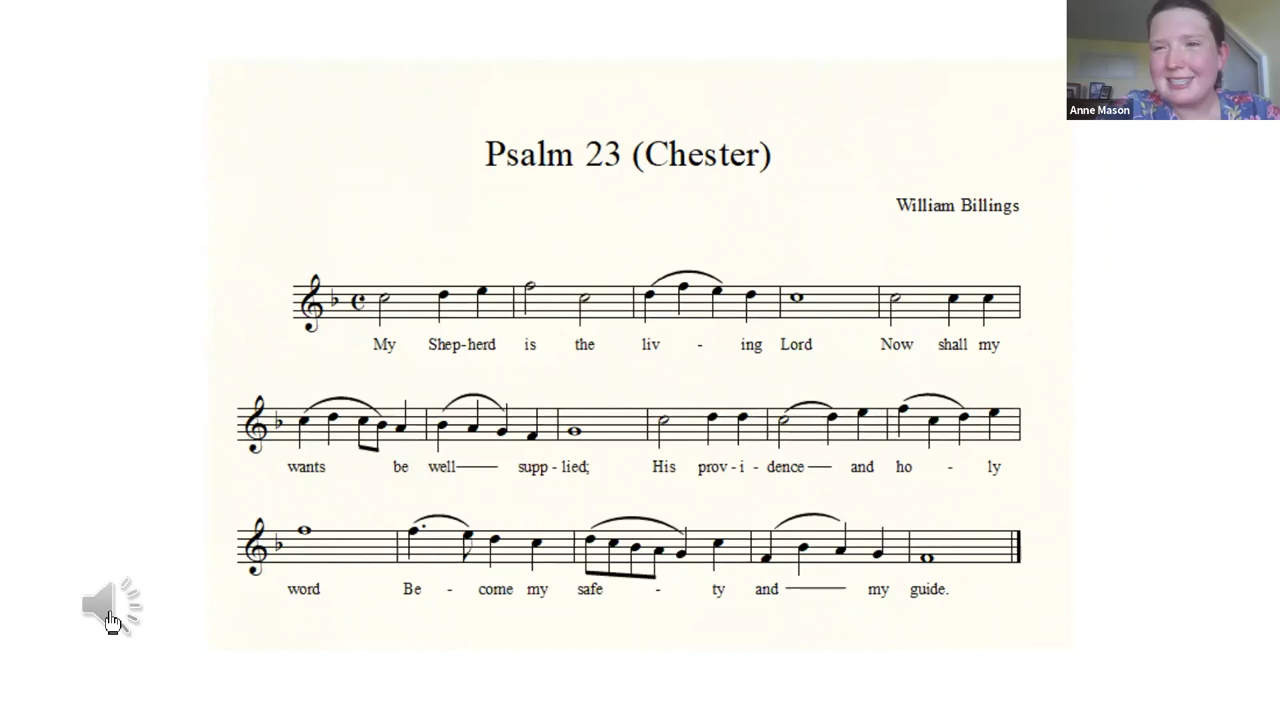 Anne Mason
Psalm 23 (Chester)
William Billings
My Shep-herd is the liv - ing Lord Now shall my
wants be well supp-lied; His prov-i-dence and ho - ly
word Be - come my safe - ty and my guide.